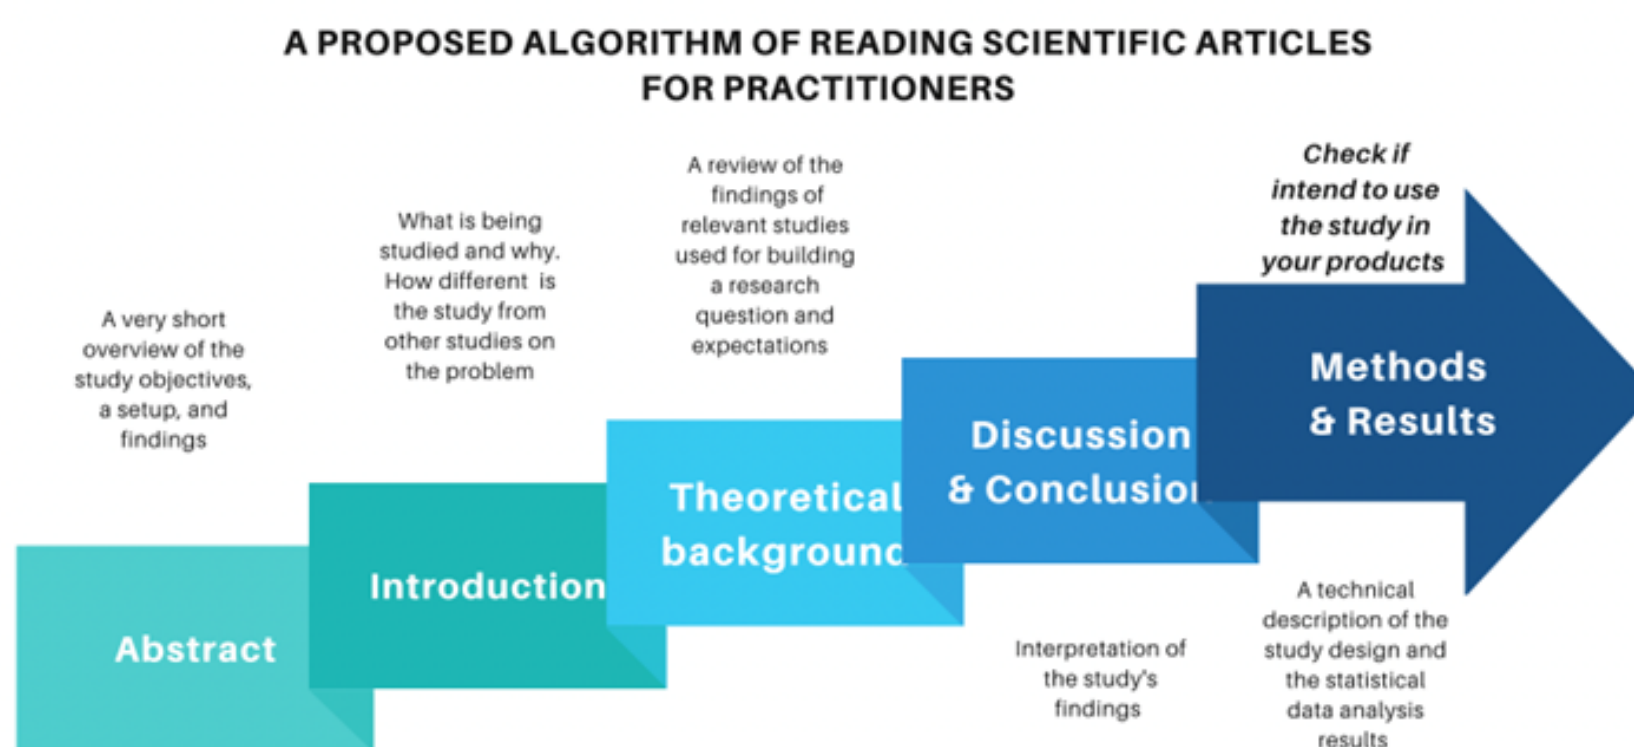 A PROPOSED ALGORITHM OF READING SCIENTIFIC ARTICLES
FOR PRACTITIONERS
A very short
overview of the
study objectives,
a setup, and
findings
Abstract
What is being
studied and why.
How different is
the study from
other studies on
the problem
Introduction
A review of the
findings of
relevant studies
used for building
a research
question and
expectations
Theoretical
background
Discussion
& Conclusion
Interpretation of
the study's
findings
Check if
intend to use
the study in
your products
Methods
& Results
A technical
description of the
study design and
the statistical
data analysis
results